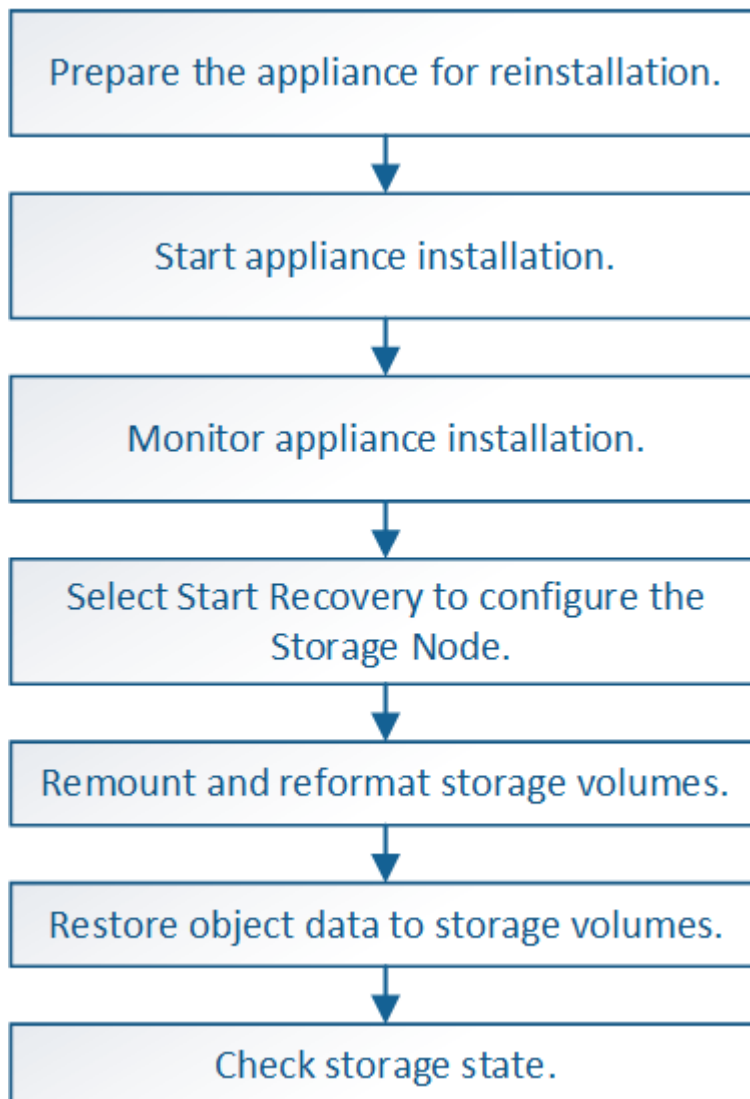 Prepare the appliance for reinstallation.
Start appliance installation.
Monitor appliance installation.
Select Start Recovery to configure the
Storage Node.
Remount and reformat storage volumes.
Restore object data to storage volumes.
Check storage state.